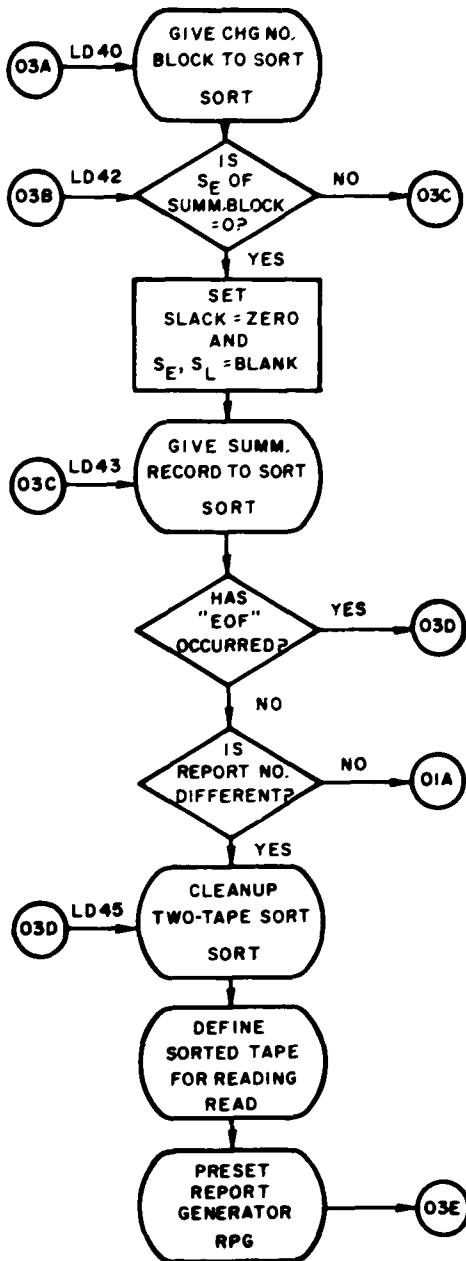 GIVE CHG NO.
03A LD40 BLOCK TO SORT
SORT
IS
03B LD42 S_E OF NO 03C
SUMM.BLOCK
=0?
YES
SET
SLACK = ZERO
AND
S_E, S_L = BLANK
GIVE SUMM.
03C LD43 RECORD TO SORT
SORT
HAS
"EOF" YES 03D
OCCURRED?
NO
IS
REPORT NO. NO 01A
DIFFERENT?
YES
CLEANUP
03D LD45 TWO-TAPE SORT
SORT
DEFINE
SORTED TAPE
FOR READING
READ
PRESET
REPORT
GENERATOR 03E
RPG